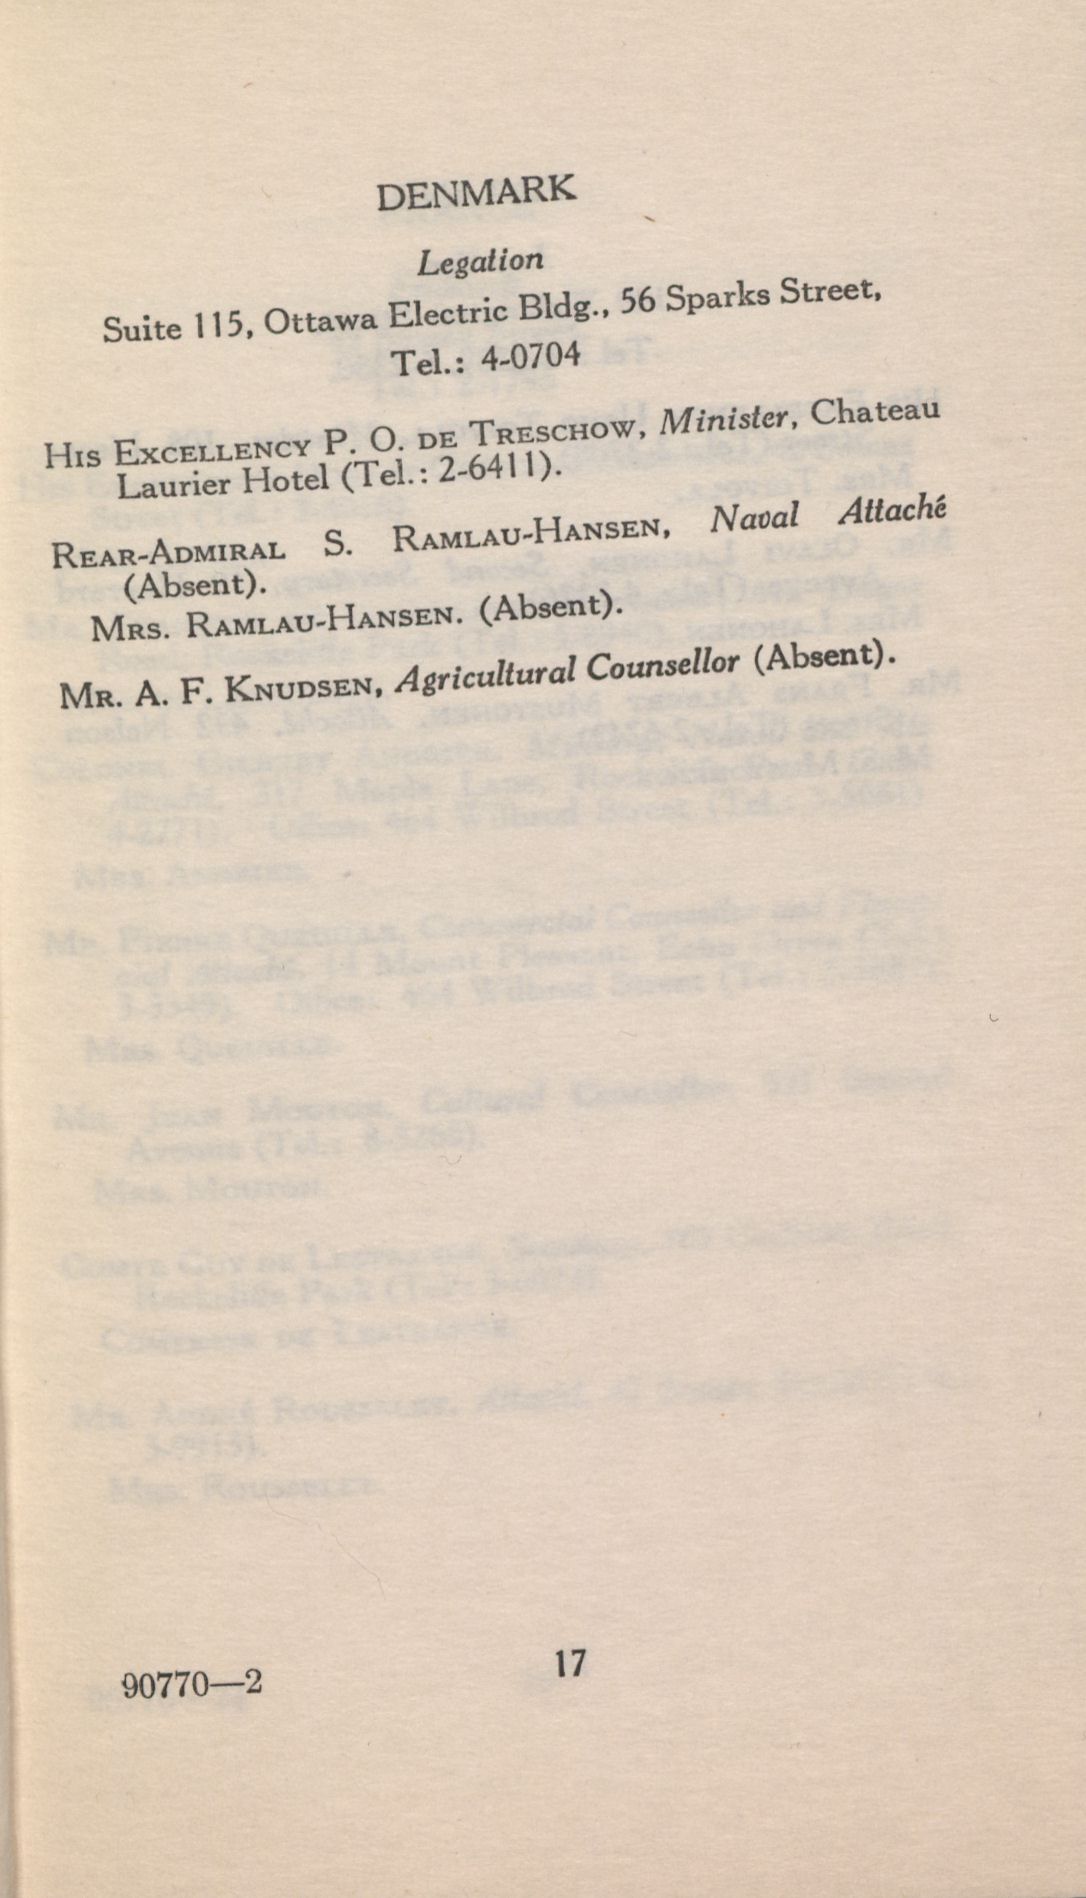 DENMARK
Legation
Suite 115, Ottawa Electric Bldg., 56 Sparks Street,
Tel.: 4-0704
HIS EXCELLENCY P. O. DE TRESCHOW, Minister, Chateau
Laurier Hotel (Tel.: 2-6411).
REAR-ADMIRAL S. RAMLAU-HANSEN, Naval Attaché
(Absent).
MRS. RAMLAU-HANSEN. (Absent).
MR. A. F. KNUDSEN, Agricultural Counsellor (Absent).
17
90770—2